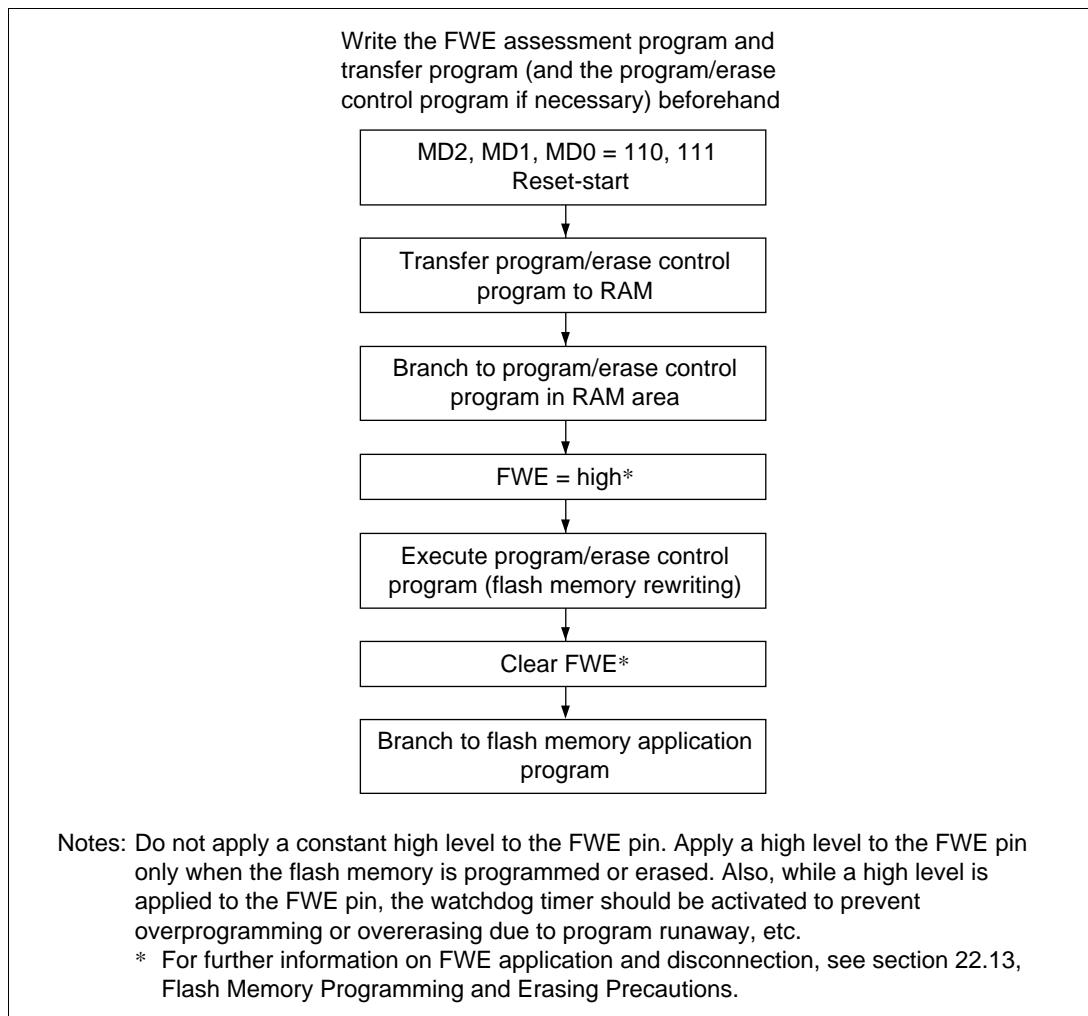 Write the FWE assessment program and
transfer program (and the program/erase
control program if necessary) beforehand
MD2, MD1, MD0 = 110, 111
Reset-start
Transfer program/erase control
program to RAM
Branch to program/erase control
program in RAM area
FWE = high*
Execute program/erase control
program (flash memory rewriting)
Clear FWE*
Branch to flash memory application
program
Notes: Do not apply a constant high level to the FWE pin. Apply a high level to the FWE pin
only when the flash memory is programmed or erased. Also, while a high level is
applied to the FWE pin, the watchdog timer should be activated to prevent
overprogramming or overerasing due to program runaway, etc.
* For further information on FWE application and disconnection, see section 22.13,
Flash Memory Programming and Erasing Precautions.